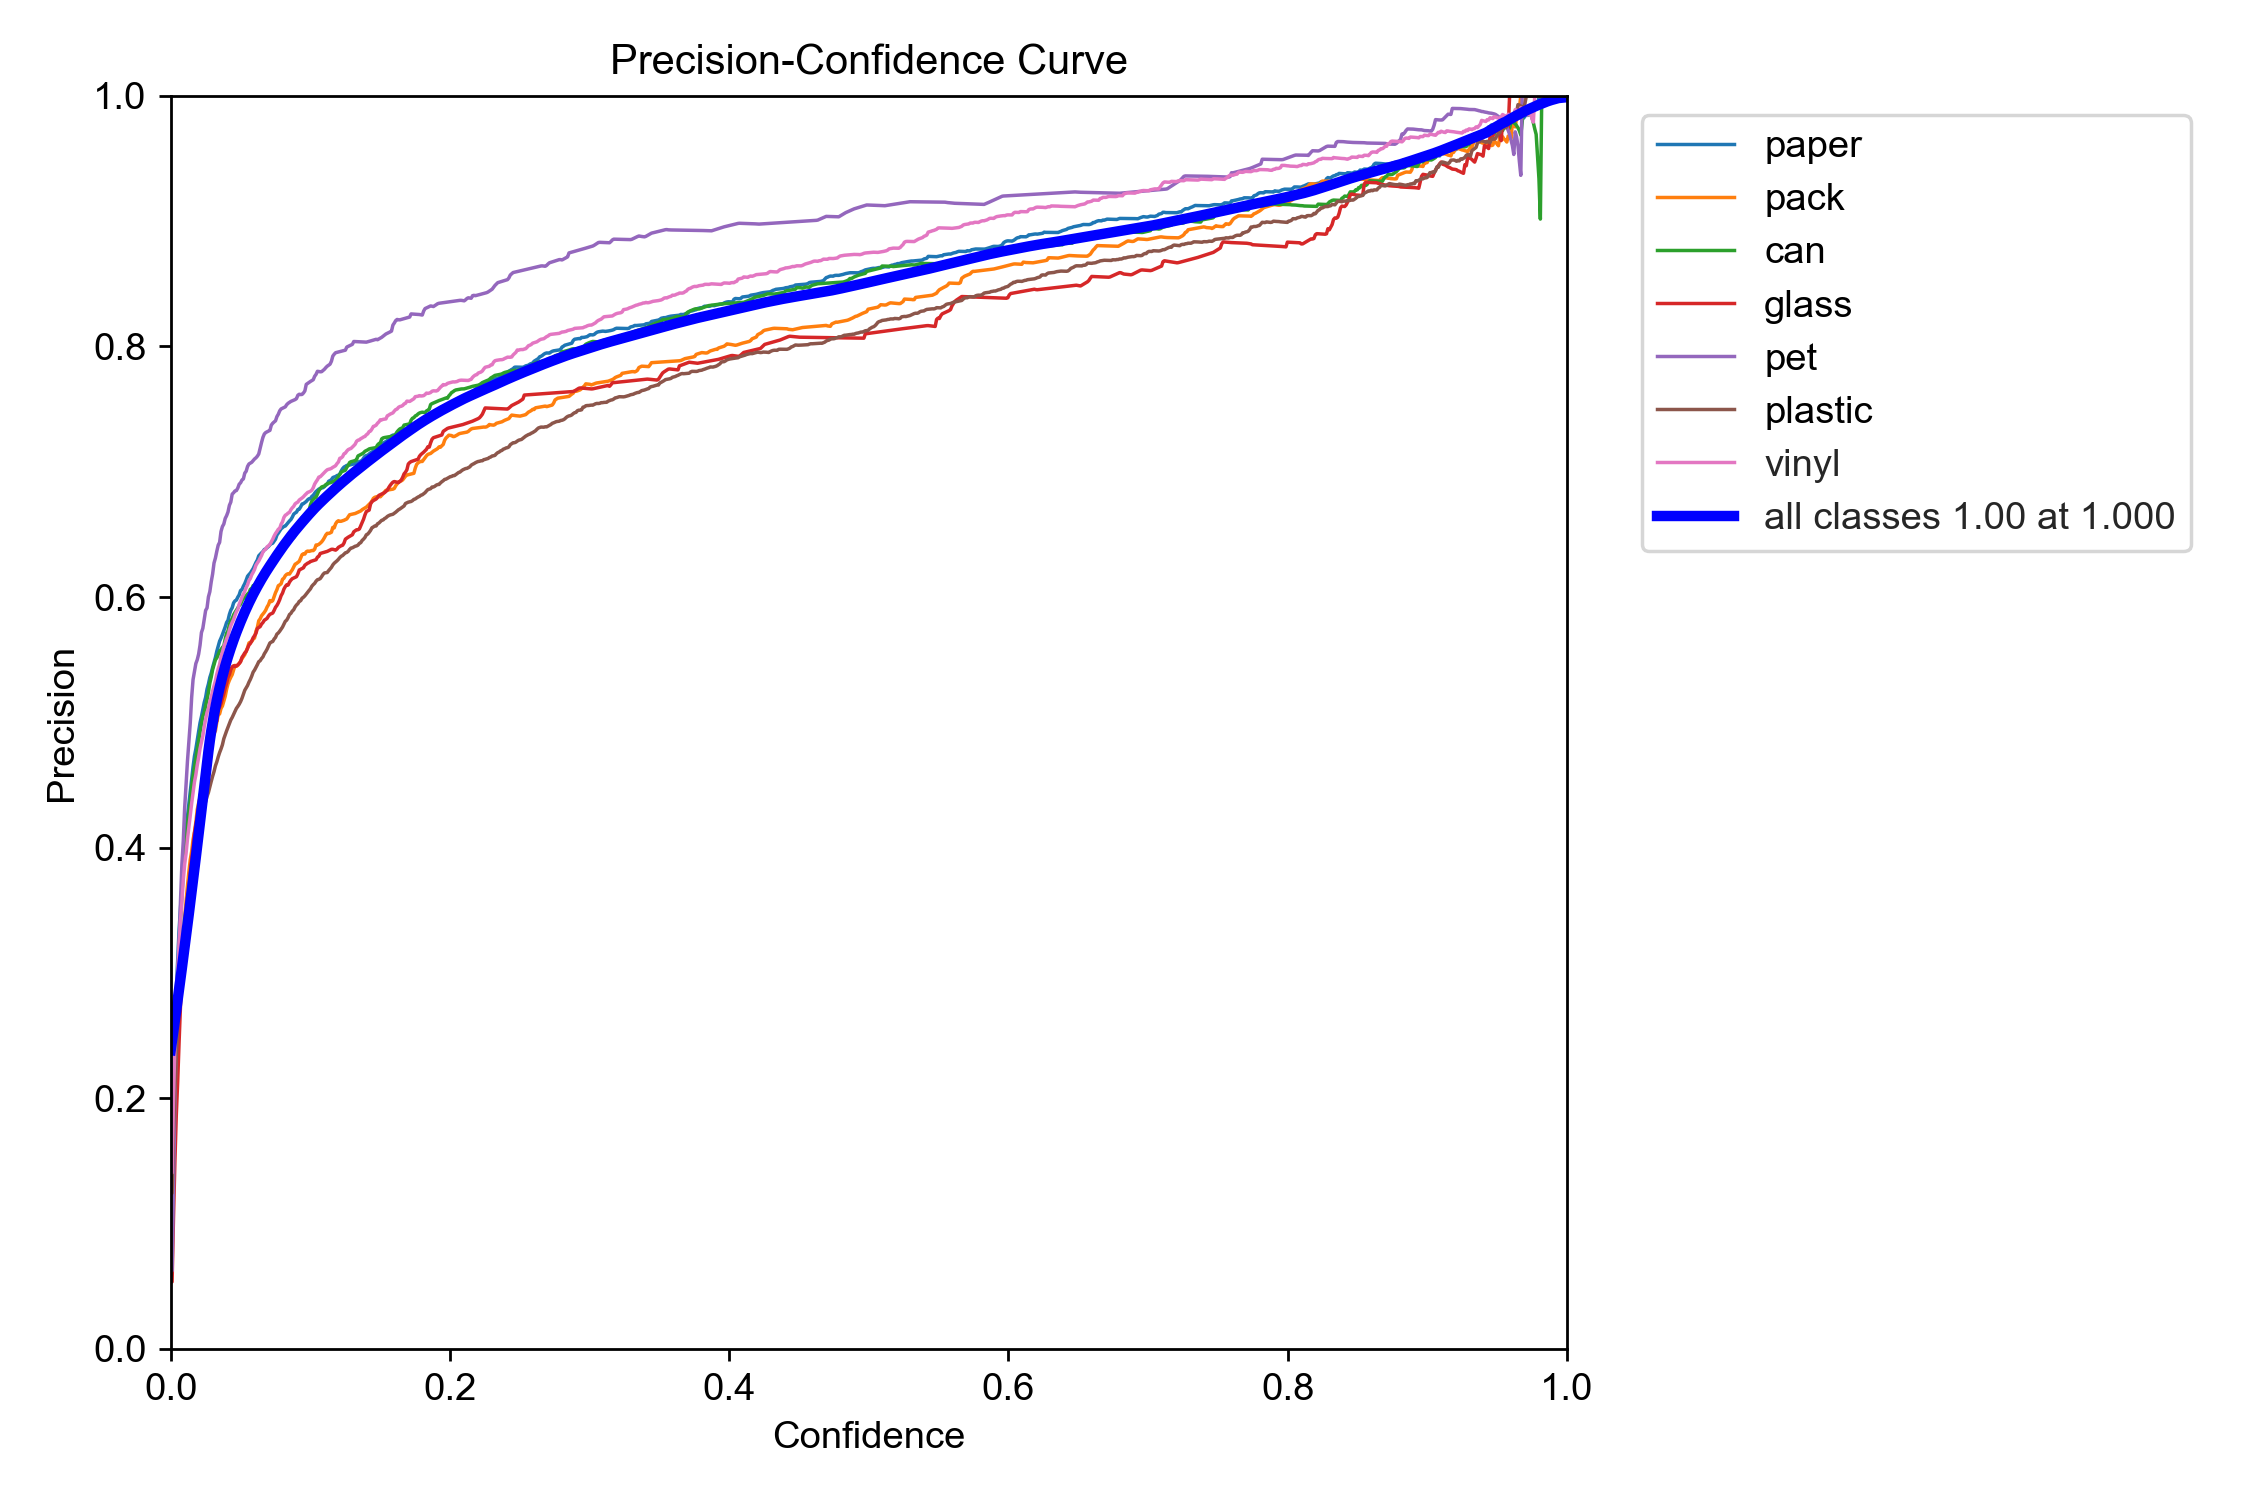 Precision-Confidence Curve
1.0
0.8
0.6
0.4
0.2
0.0
Precision
0.0 0.2 0.4 0.6 0.8 1.0
Confidence
paper
pack
can
glass
pet
plastic
vinyl
all classes 1.00 at 1.000